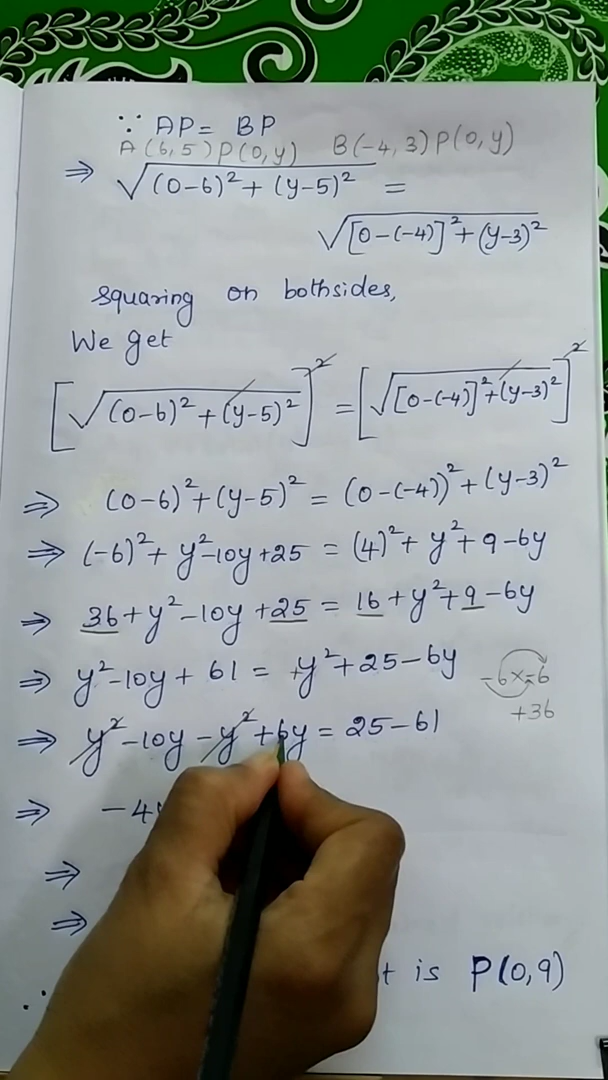 ∵ AP = BP
A(6,5) P(0,y) B(-4,3) P(0,y)
⇒ √(0-6)² + (y-5)² =
√[0-(-4)]² + (y-3)²
squaring on bothsides,
We get
[√(0-6)² + (y-5)²]² = [√[0-(-4)]² + (y-3)²]²
⇒ (0-6)² + (y-5)² = (0-(-4))² + (y-3)²
⇒ (-6)² + y² - 10y + 25 = (4)² + y² + 9 - 6y
⇒ 36 + y² - 10y + 25 = 16 + y² + 9 - 6y
⇒ y² - 10y + 61 = +y² + 25 - 6y
-6 × -6
+36
⇒ y² - 10y - y² + 6y = 25 - 61
⇒ -4
⇒
⇒
∴ is P(0,9)